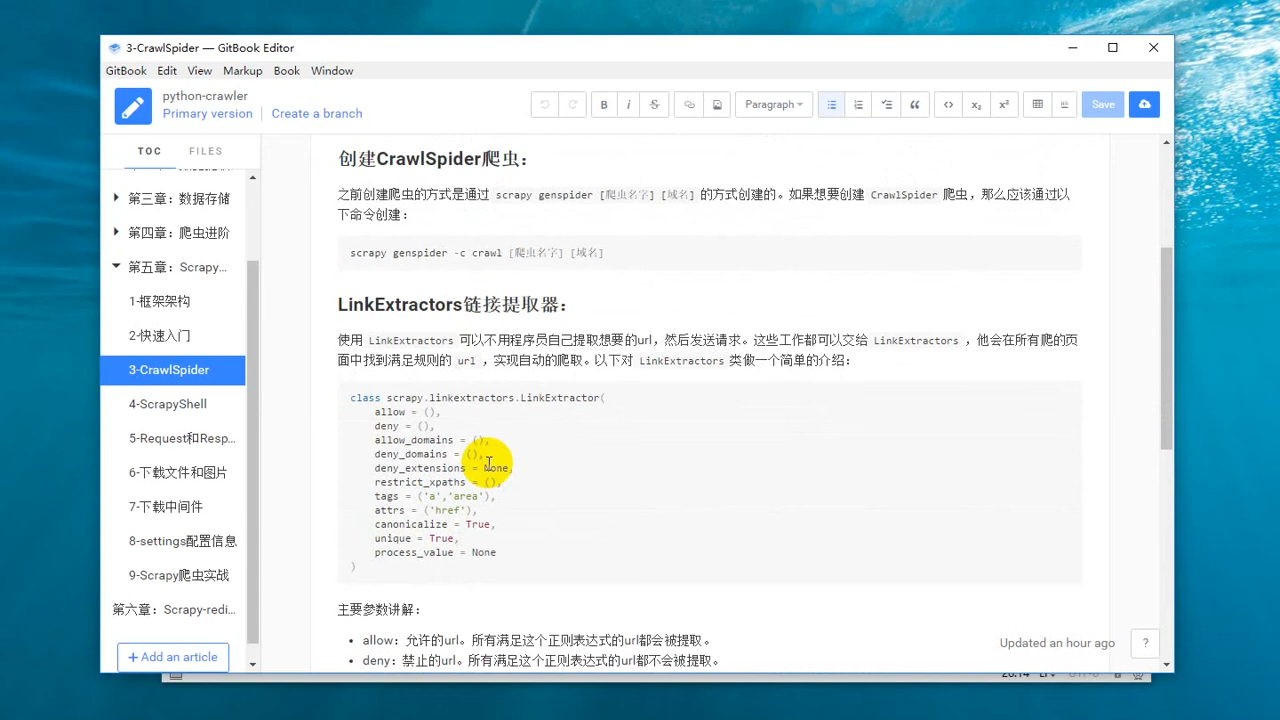 3-CrawlSpider — GitBook Editor
GitBook Edit View Markup Book Window
python-crawler
Primary version Create a branch
B i S Paragraph Save
TOC FILES
第三章：数据存储
第四章：爬虫进阶
第五章：Scrapy...
1-框架架构
2-快速入门
3-CrawlSpider
4-ScrapyShell
5-Request和Resp...
6-下载文件和图片
7-下载中间件
8-settings配置信息
9-Scrapy爬虫实战
第六章：Scrapy-redi...
+ Add an article
创建CrawlSpider爬虫：
之前创建爬虫的方式是通过 scrapy genspider [爬虫名字] [域名] 的方式创建的。如果想要创建 CrawlSpider 爬虫，那么应该通过以
下命令创建：
scrapy genspider -c crawl [爬虫名字] [域名]
LinkExtractors链接提取器：
使用 LinkExtractors 可以不用程序员自己提取想要的url，然后发送请求。这些工作都可以交给 LinkExtractors ，他会在所有爬的页
面中找到满足规则的 url ，实现自动的爬取。以下对 LinkExtractors 类做一个简单的介绍：
class scrapy.linkextractors.LinkExtractor(
allow = (),
deny = (),
allow_domains = (),
deny_domains = (),
deny_extensions = None,
restrict_xpaths = (),
tags = ('a','area'),
attrs = ('href'),
canonicalize = True,
unique = True,
process_value = None
)
主要参数讲解：
• allow：允许的url。所有满足这个正则表达式的url都会被提取。
• deny：禁止的url。所有满足这个正则表达式的url都不会被提取。
Updated an hour ago ?